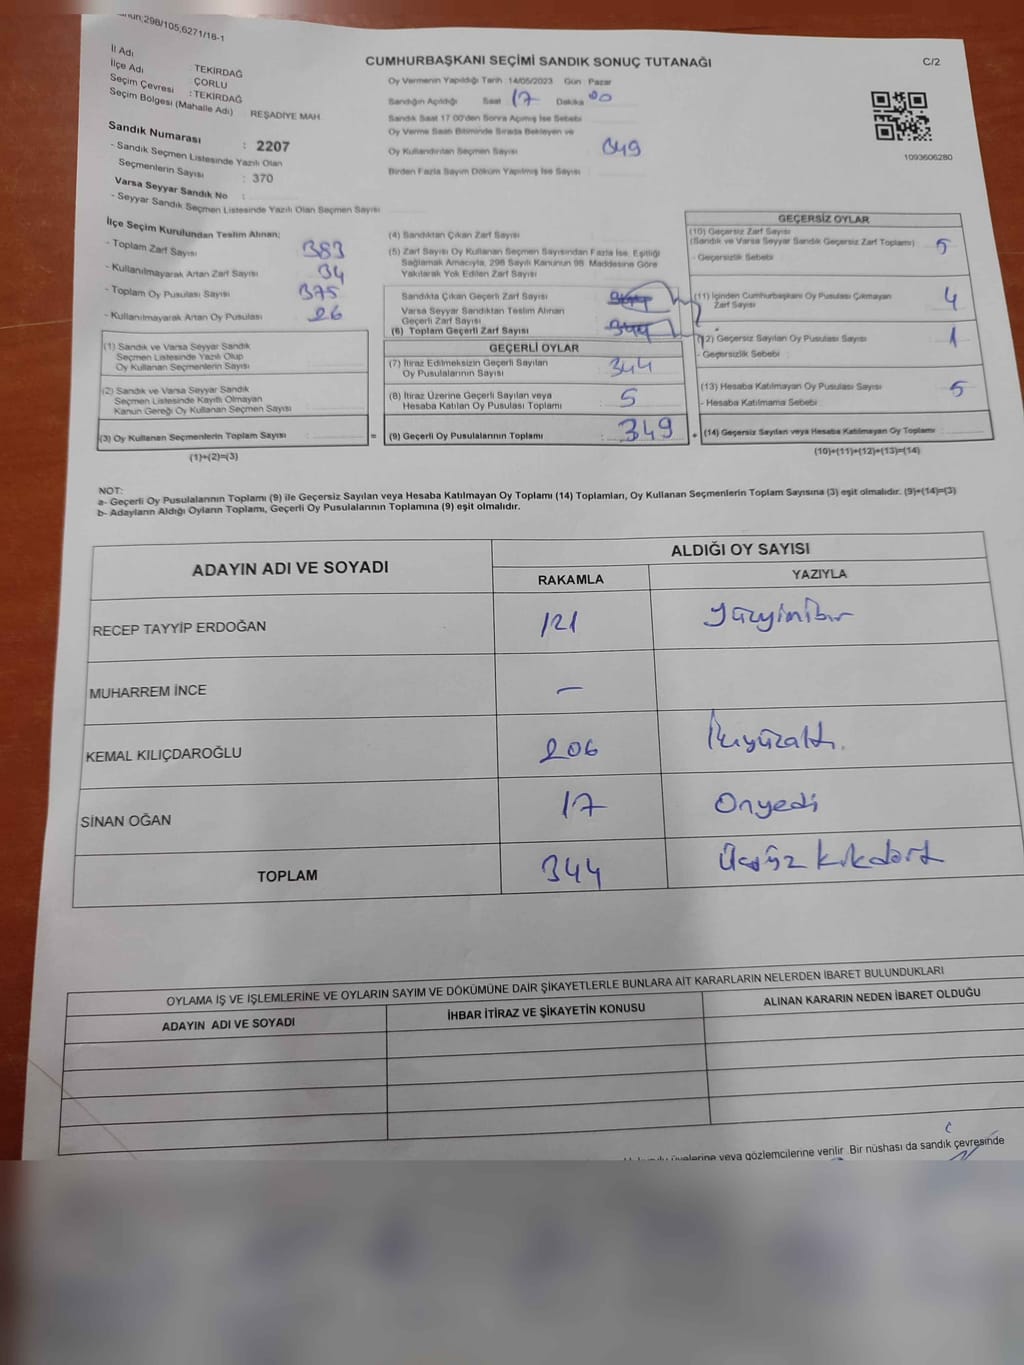 298/105,6271/18-1
CUMHURBAŞKANI SEÇİMİ SANDIK SONUÇ TUTANAĞI
C/2
İl Adı : TEKİRDAĞ
İlçe Adı : ÇORLU
Seçim Çevresi : TEKİRDAĞ
Seçim Bölgesi (Mahalle Adı) REŞADİYE MAH.
Sandık Numarası : 2207
- Sandık Seçmen Listesinde Yazılı Olan
Seçmenlerin Sayısı : 370
Varsa Seyyar Sandık No :
- Seyyar Sandık Seçmen Listesinde Yazılı Olan Seçmen Sayısı
Oy Vermenin Yapıldığı Tarih 14/05/2023 Gün : Pazar
Sandığın Açıldığı Saat 17 Dakika 00
Sandık Saat 17 00'den Sonra Açımış İse Sebebi
Oy Verme Saati Bitiminde Sırada Bekleyen ve
Oy Kullandırılan Seçmen Sayısı 349
Birden Fazla Sayım Döküm Yapılmış İse Sayısı
1093606280
İlçe Seçim Kurulundan Teslim Alınan;
- Toplam Zarf Sayısı 383
- Kullanılmayarak Artan Zarf Sayısı 34
- Toplam Oy Pusulası Sayısı 375
- Kullanılmayarak Artan Oy Pusulası 26
(1) Sandık ve Varsa Seyyar Sandık
Seçmen Listesinde Yazılı Olup
Oy Kullanan Seçmenlerin Sayısı
(2) Sandık ve Varsa Seyyar Sandık
Seçmen Listesinde Kayıtlı Olmayan
Kanun Gereği Oy Kullanan Seçmen Sayısı
(3) Oy Kullanan Seçmenlerin Toplam Sayısı :
(1)+(2)=(3)
(4) Sandıktan Çıkan Zarf Sayısı
(5) Zarf Sayısı Oy Kullanan Seçmen Sayısından Fazla İse, Eşitliği
Sağlamak Amacıyla, 298 Sayılı Kanunun 98. Maddesine Göre
Yakılarak Yok Edilen Zarf Sayısı
Sandıkta Çıkan Geçerli Zarf Sayısı
Varsa Seyyar Sandıktan Teslim Alınan
Geçerli Zarf Sayısı
(6) Toplam Geçerli Zarf Sayısı 344
GEÇERLİ OYLAR
(7) İtiraz Edilmeksizin Geçerli Sayılan
Oy Pusulalarının Sayısı 344
(8) İtiraz Üzerine Geçerli Sayılan veya
Hesaba Katılan Oy Pusulası Toplamı : 5
= (9) Geçerli Oy Pusulalarının Toplamı : 349 +
GEÇERSİZ OYLAR
(10) Geçersiz Zarf Sayısı
(Sandık ve Varsa Seyyar Sandık Geçersiz Zarf Toplamı) 5
- Geçersizlik Sebebi
(11) İçinden Cumhurbaşkanı Oy Pusulası Çıkmayan
Zarf Sayısı 4
(12) Geçersiz Sayılan Oy Pusulası Sayısı 1
- Geçersizlik Sebebi
(13) Hesaba Katılmayan Oy Pusulası Sayısı 5
- Hesaba Katılmama Sebebi
(14) Geçersiz Sayılan veya Hesaba Katılmayan Oy Toplamı
(10)+(11)+(12)+(13)=(14)
NOT:
a- Geçerli Oy Pusulalarının Toplamı (9) ile Geçersiz Sayılan veya Hesaba Katılmayan Oy Toplamı (14) Toplamları, Oy Kullanan Seçmenlerin Toplam Sayısına (3) eşit olmalıdır. (9)+(14)=(3)
b- Adayların Aldığı Oyların Toplamı, Geçerli Oy Pusulalarının Toplamına (9) eşit olmalıdır.
ADAYIN ADI VE SOYADI
ALDIĞI OY SAYISI
RAKAMLA YAZIYLA
RECEP TAYYİP ERDOĞAN 121 Yüzyirmibir
MUHARREM İNCE —
KEMAL KILIÇDAROĞLU 206 İkiyüzaltı.
SİNAN OĞAN 17 Onyedi
TOPLAM 344 Üçyüz kırkdört
OYLAMA İŞ VE İŞLEMLERİNE VE OYLARIN SAYIM VE DÖKÜMÜNE DAİR ŞİKAYETLERLE BUNLARA AİT KARARLARIN NELERDEN İBARET BULUNDUKLARI
ADAYIN ADI VE SOYADI İHBAR İTİRAZ VE ŞİKAYETİN KONUSU ALINAN KARARIN NEDEN İBARET OLDUĞU
üyelerine veya gözlemcilerine verilir. Bir nüshası da sandık çevresinde